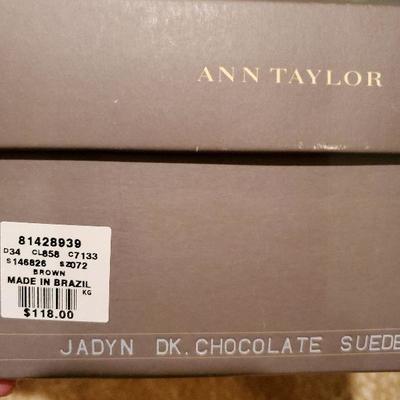 ANN TAYLOR
81428939
D34 CL858 C7133
S146826 SZ072
BROWN
MADE IN BRAZIL
KG
$118.00
JADYN DK.CHOCOLATE SUEDE